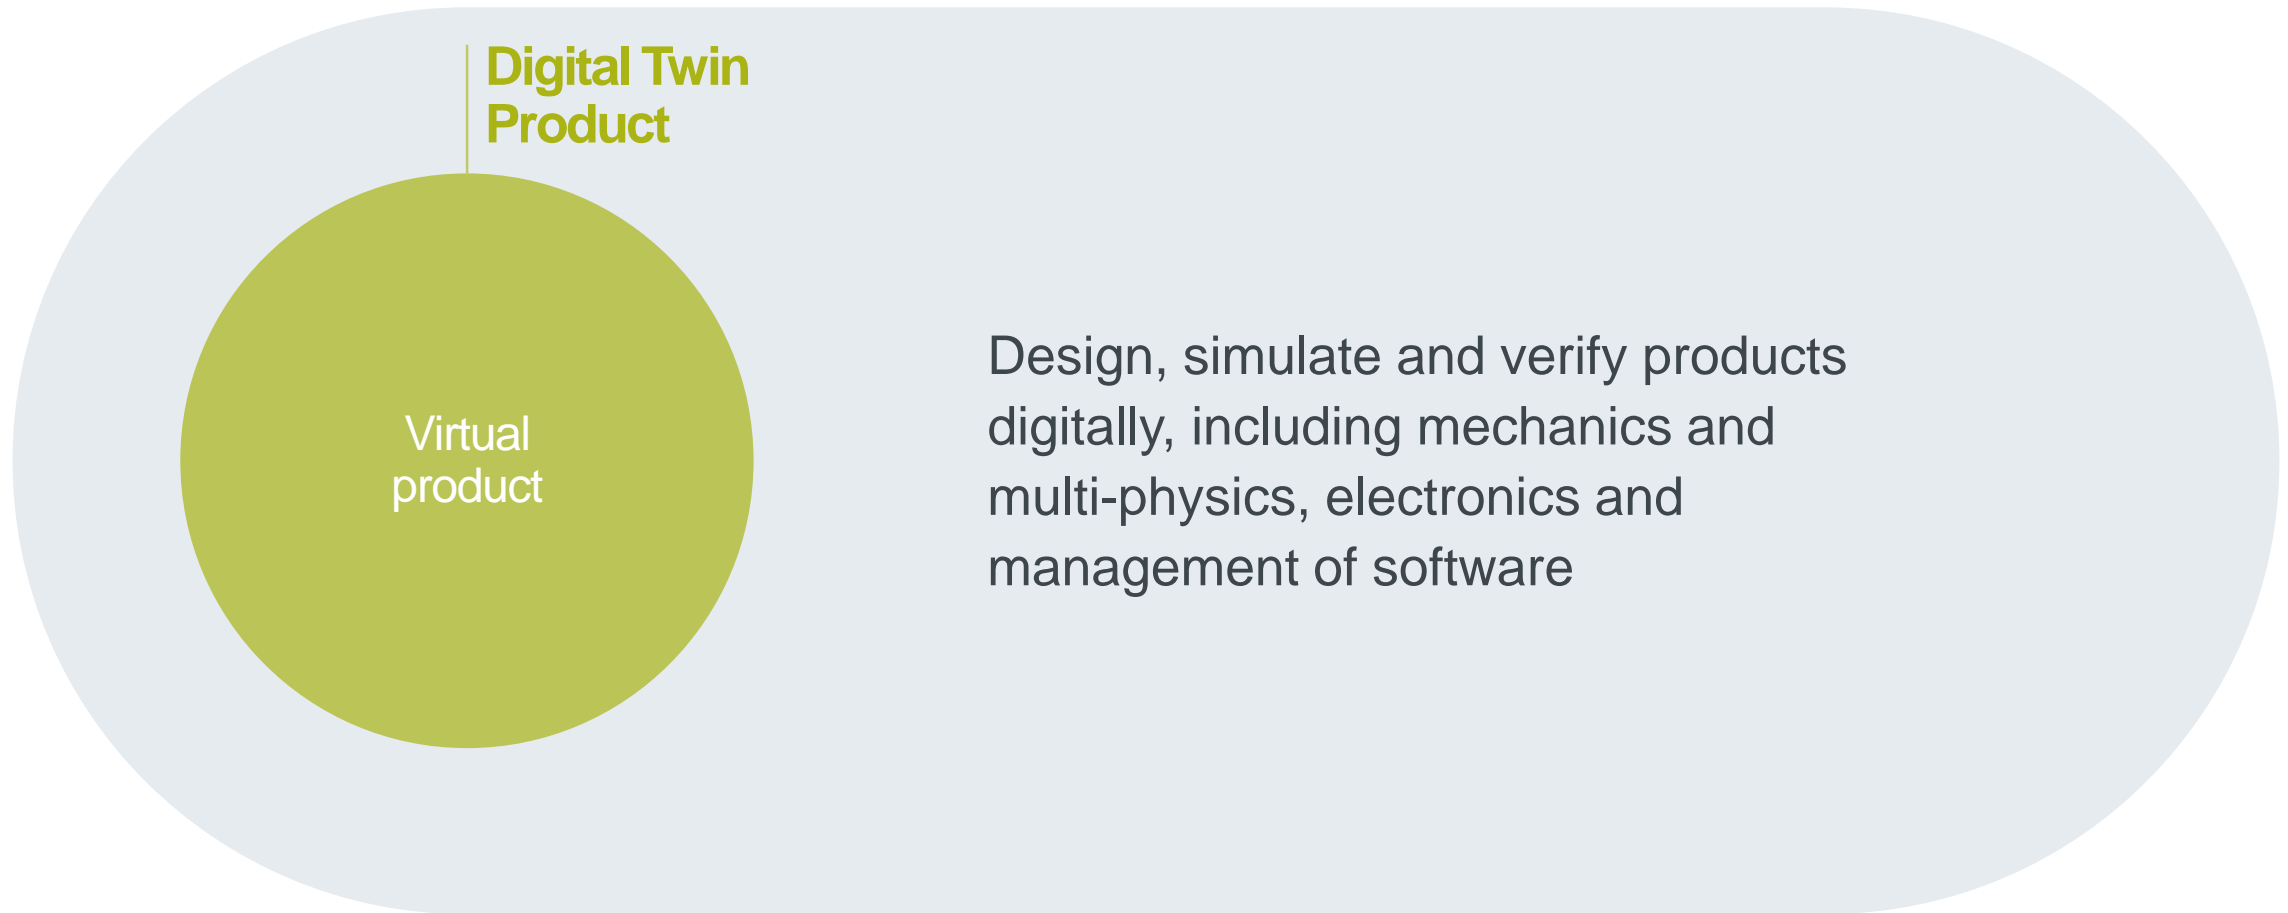 Digital Twin
Product
Virtual
product
Design, simulate and verify products
digitally, including mechanics and
multi-physics, electronics and
management of software